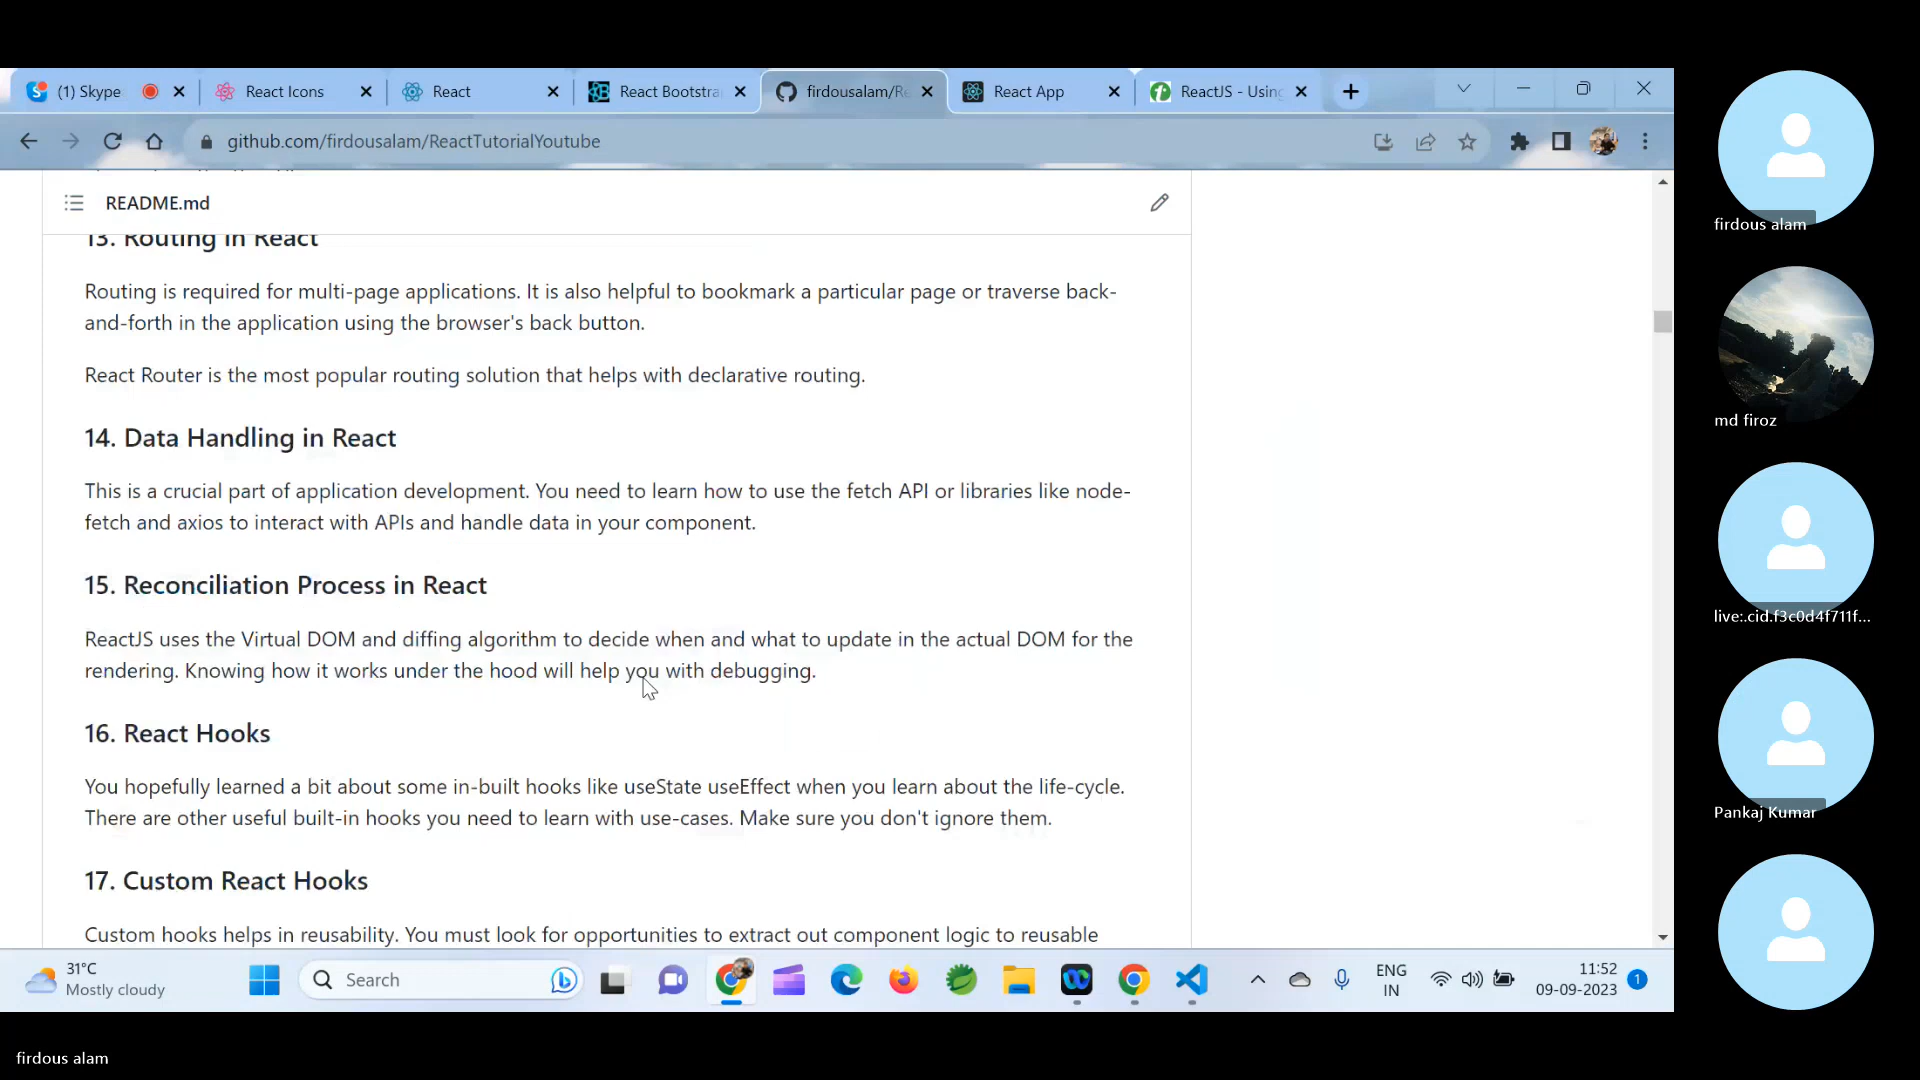 (1) Skype
React Icons
React
React Bootstra
firdousalam/Re
React App
ReactJS - Using
github.com/firdousalam/ReactTutorialYoutube
README.md
13. Routing in React
Routing is required for multi-page applications. It is also helpful to bookmark a particular page or traverse back-
and-forth in the application using the browser's back button.
React Router is the most popular routing solution that helps with declarative routing.
14. Data Handling in React
This is a crucial part of application development. You need to learn how to use the fetch API or libraries like node-
fetch and axios to interact with APIs and handle data in your component.
15. Reconciliation Process in React
ReactJS uses the Virtual DOM and diffing algorithm to decide when and what to update in the actual DOM for the
rendering. Knowing how it works under the hood will help you with debugging.
16. React Hooks
You hopefully learned a bit about some in-built hooks like useState useEffect when you learn about the life-cycle.
There are other useful built-in hooks you need to learn with use-cases. Make sure you don't ignore them.
17. Custom React Hooks
Custom hooks helps in reusability. You must look for opportunities to extract out component logic to reusable
31°C
Mostly cloudy
Search
ENG
IN
11:52
09-09-2023
1
firdous alam
md firoz
live:.cid.f3c0d4f711f...
Pankaj Kumar
firdous alam